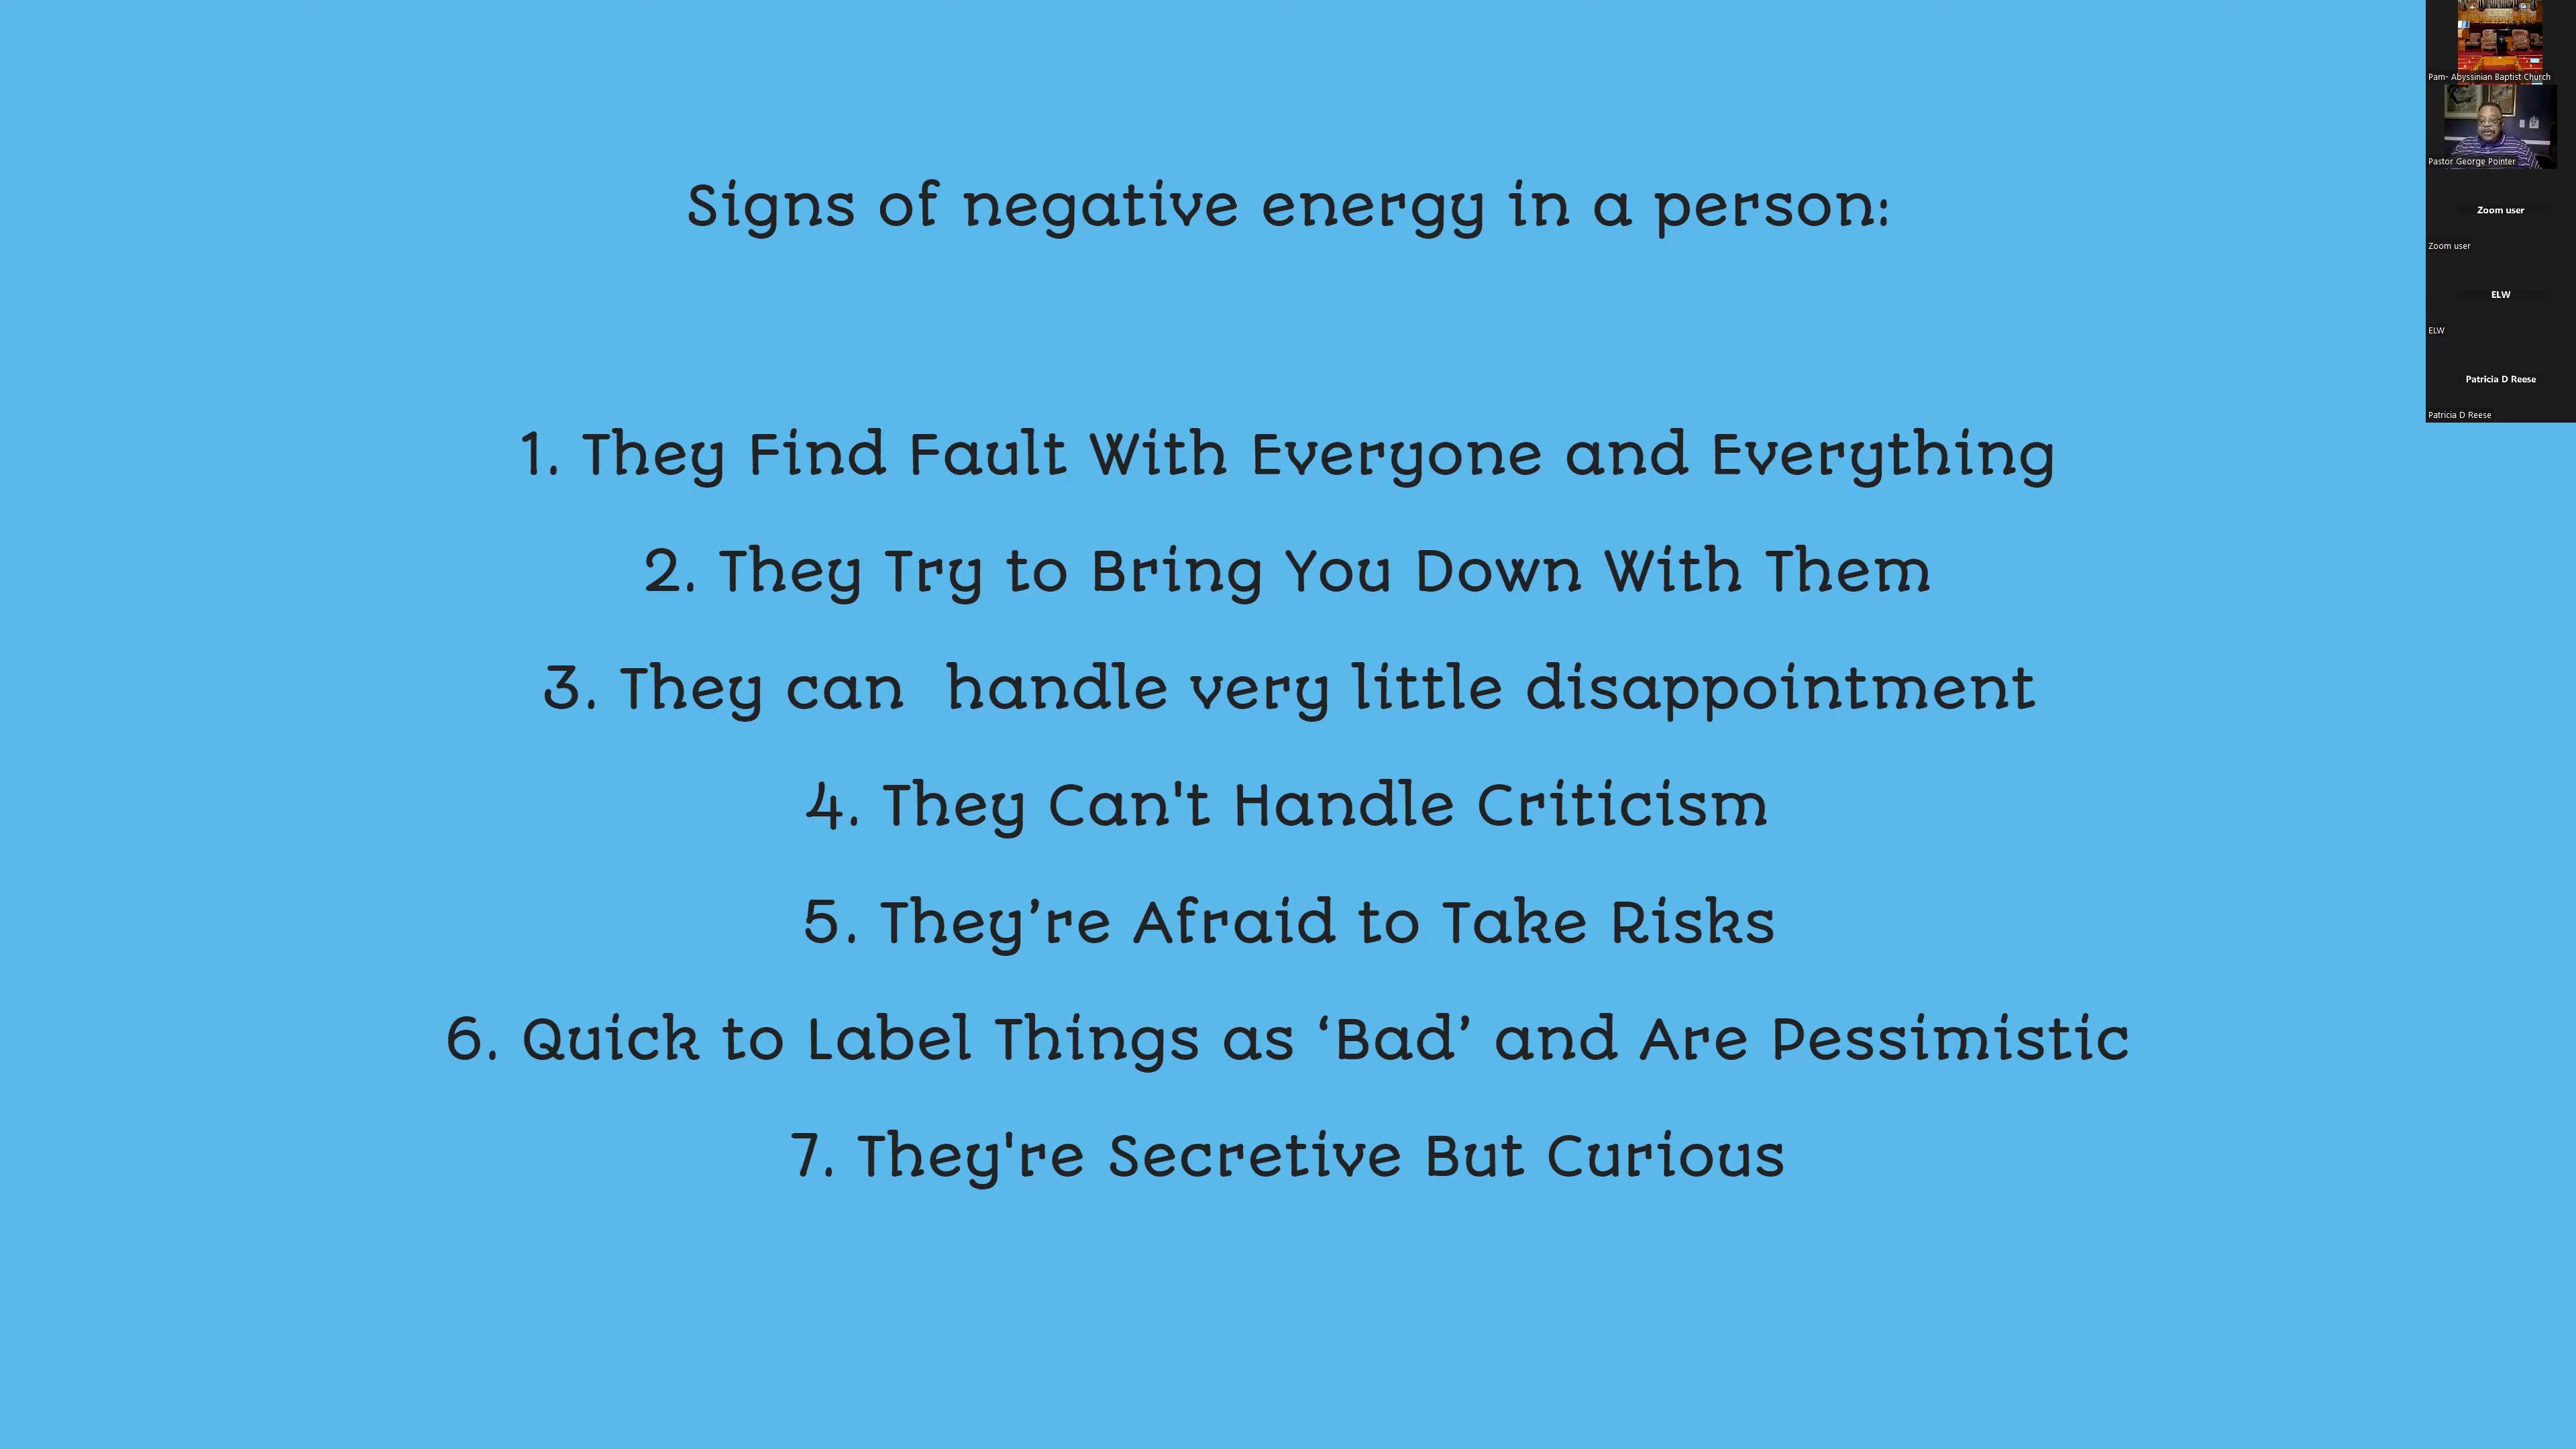 Signs of negative energy in a person:
1. They Find Fault With Everyone and Everything
2. They Try to Bring You Down With Them
3. They can  handle very little disappointment
4. They Can't Handle Criticism
5. They’re Afraid to Take Risks
6. Quick to Label Things as ‘Bad’ and Are Pessimistic
7. They're Secretive But Curious
Pam- Abyssinian Baptist Church
Pastor George Pointer
Zoom user
Zoom user
ELW
ELW
Patricia D Reese
Patricia D Reese